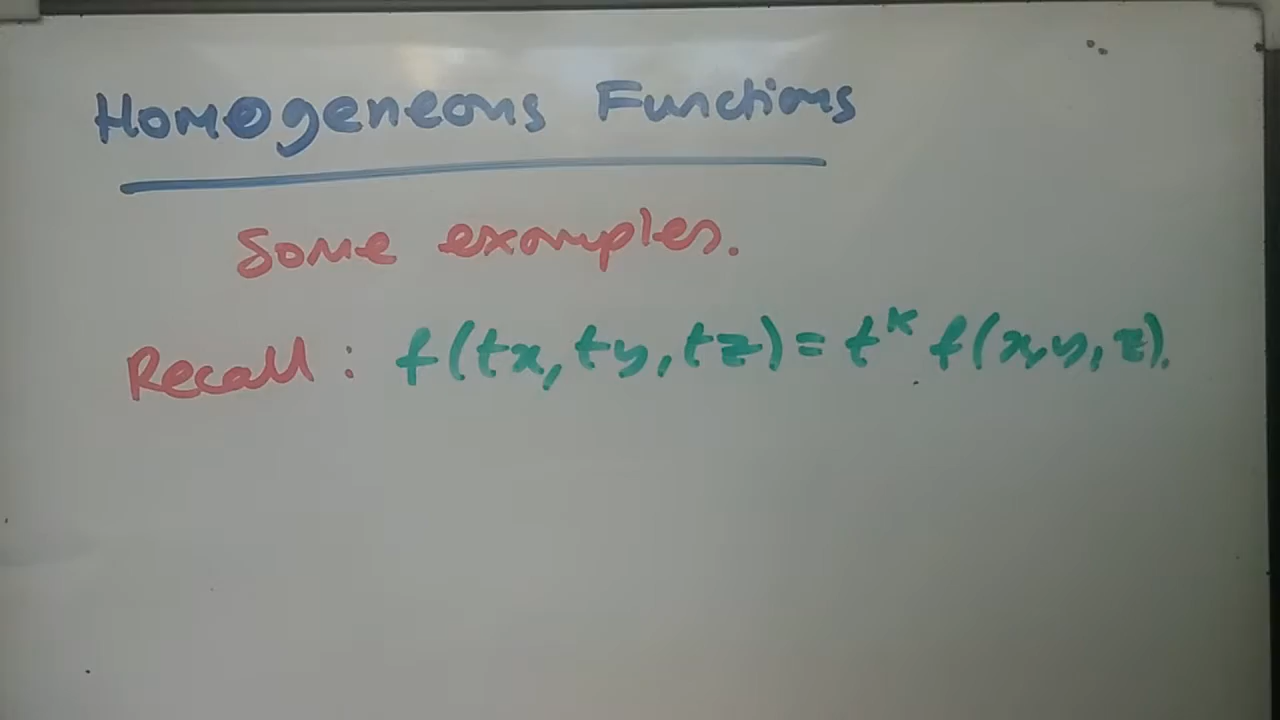 Homogeneous Functions
Some examples.
Recall: f(tx, ty, tz) = t^k f(x, y, z).